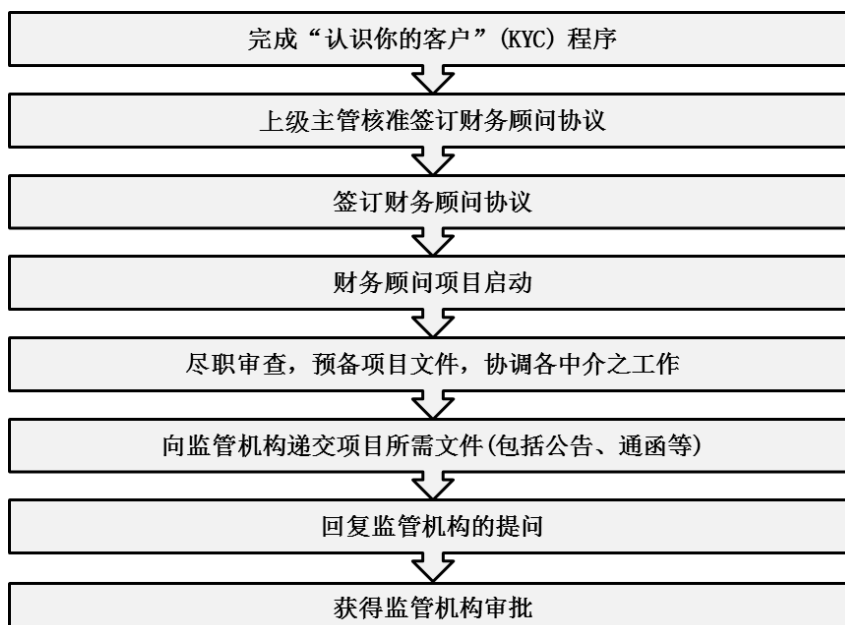 完成“认识你的客户”(KYC) 程序
上级主管核准签订财务顾问协议
签订财务顾问协议
财务顾问项目启动
尽职审查，预备项目文件，协调各中介之工作
向监管机构递交项目所需文件(包括公告、通函等)
回复监管机构的提问
获得监管机构审批